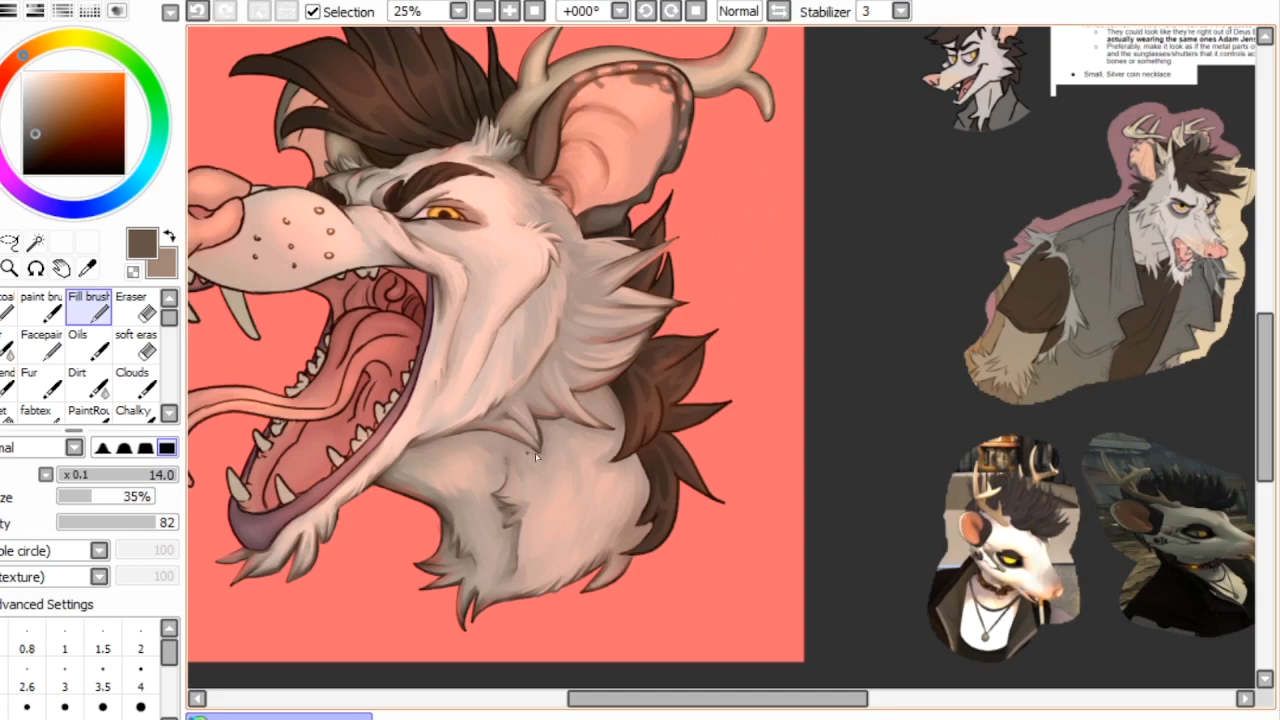 Selection
25%
+000°
Normal
Stabilizer
3
They could look like they're right out of Deus
actually wearing the same ones Adam
Preferably, make it look as if the metal parts
and the sunglasses/shutters that it controls
bones or something.
Small, Silver coin necklace
paint bru
Fill brush
Eraser
Facepair
Oils
soft eras
Fur
Dirt
Clouds
fabtex
PaintRou
Chalky
x 0.1
14.0
35%
82
ple circle)
100
texture)
100
dvanced Settings
0.8
1
1.5
2
2.6
3
3.5
4